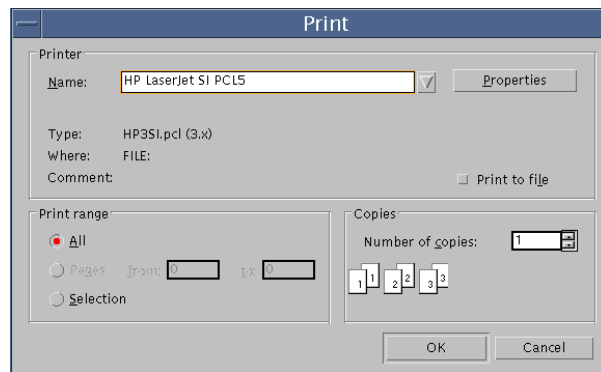 Print
Printer
Name: HP LaserJet SI PCL5 Properties
Type: HP3SI.pcl (3.x)
Where: FILE:
Comment:
Print to file
Print range
All
Pages from: 0 to: 0
Selection
Copies
Number of copies: 1
1 1 2 2 3 3
OK Cancel